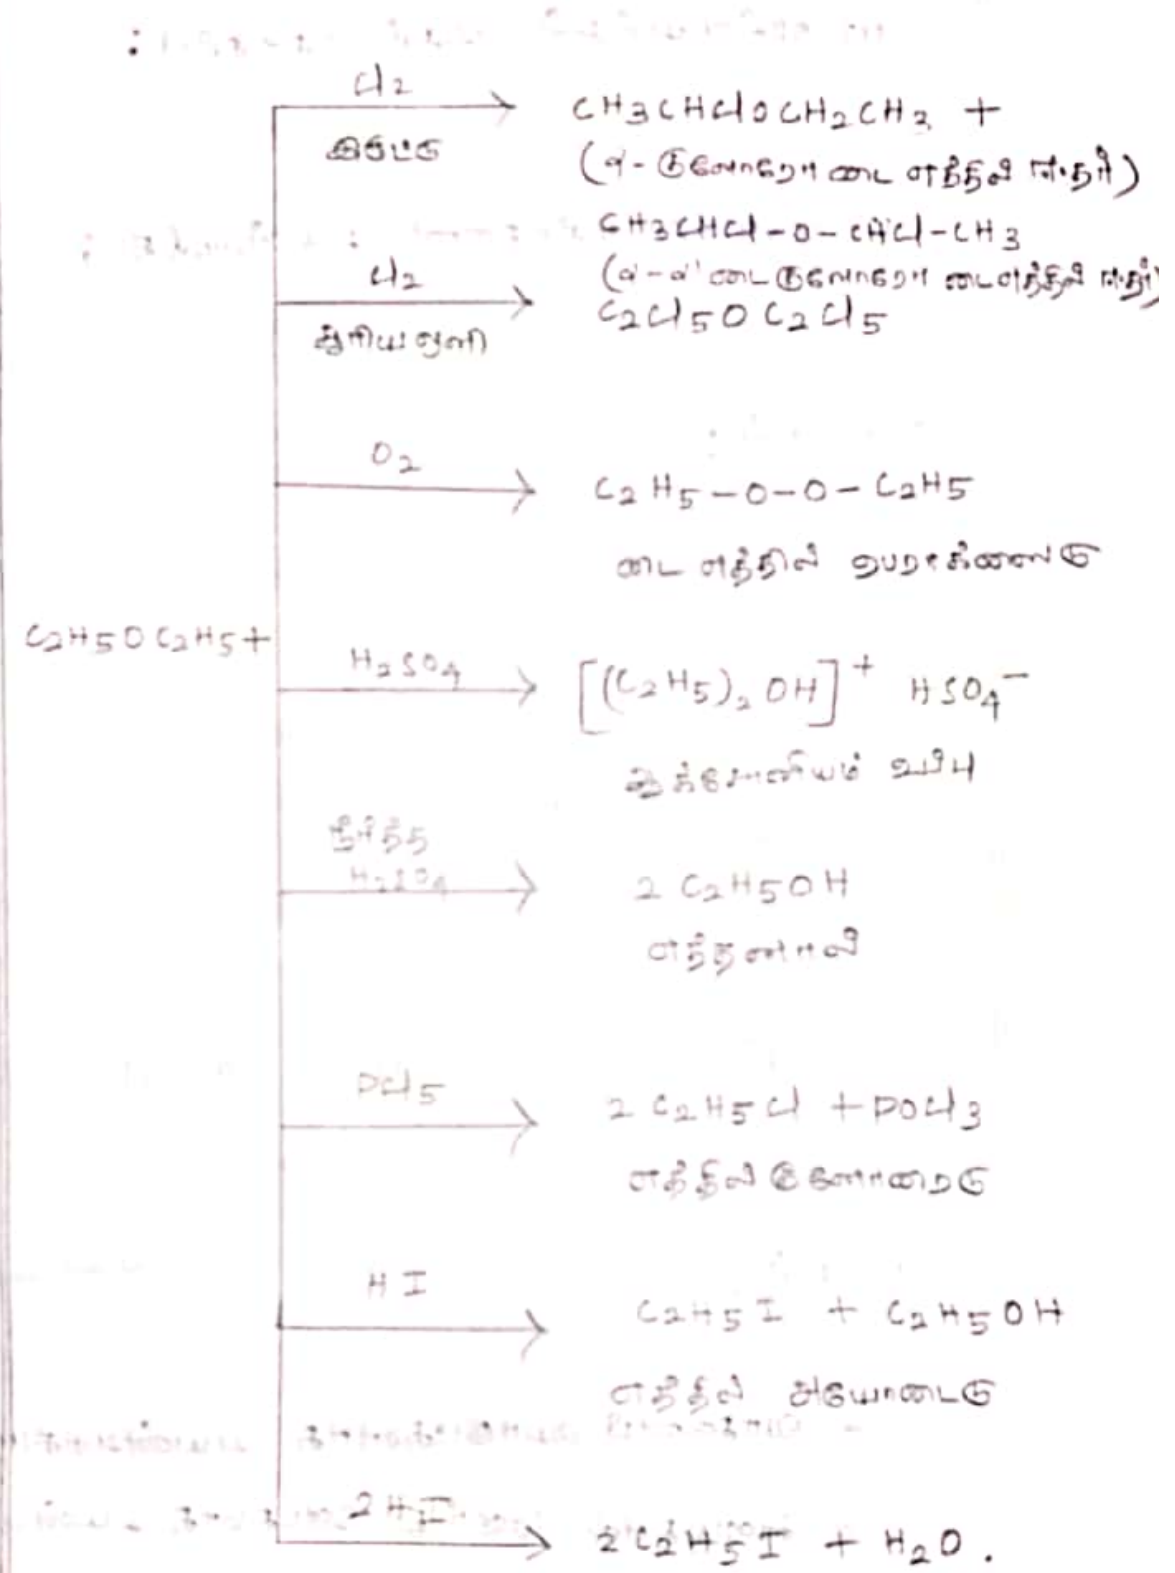 Cl2
இருட்டு
CH3CHClOCH2CH3 +
(α-குளோரோ டை எத்தில் ஈதர்)
CH3CHCl-O-CHCl-CH3
(α-α' டை குளோரோ டைஎத்தில் ஈதர்)
Cl2
சூரிய ஒளி
C2Cl5OC2Cl5
O2
C2H5-O-O-C2H5
டை எத்தில் பெராக்ஸைடு
C2H5OC2H5+
H2SO4
[(C2H5)2 OH]+ HSO4-
ஆக்சோனியம் உப்பு
நீர்த்த
H2SO4
2 C2H5OH
எத்தனால்
PCl5
2 C2H5Cl + POCl3
எத்தில் குளோரைடு
HI
C2H5I + C2H5OH
எத்தில் அயோடைடு
2HI
2C2H5I + H2O.